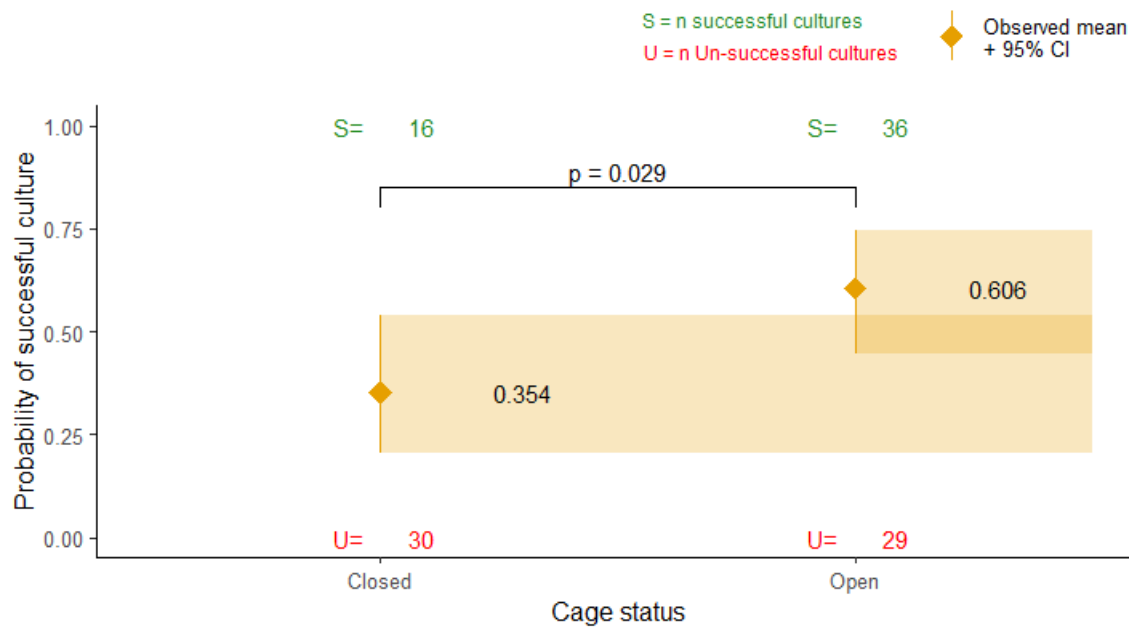 S = n successful cultures
U = n Un-successful cultures
Observed mean
+ 95% CI
1.00
S= 16
S= 36
p = 0.029
0.75
0.606
0.50
0.354
0.25
0.00
U= 30
U= 29
Closed
Open
Cage status
Probability of successful culture